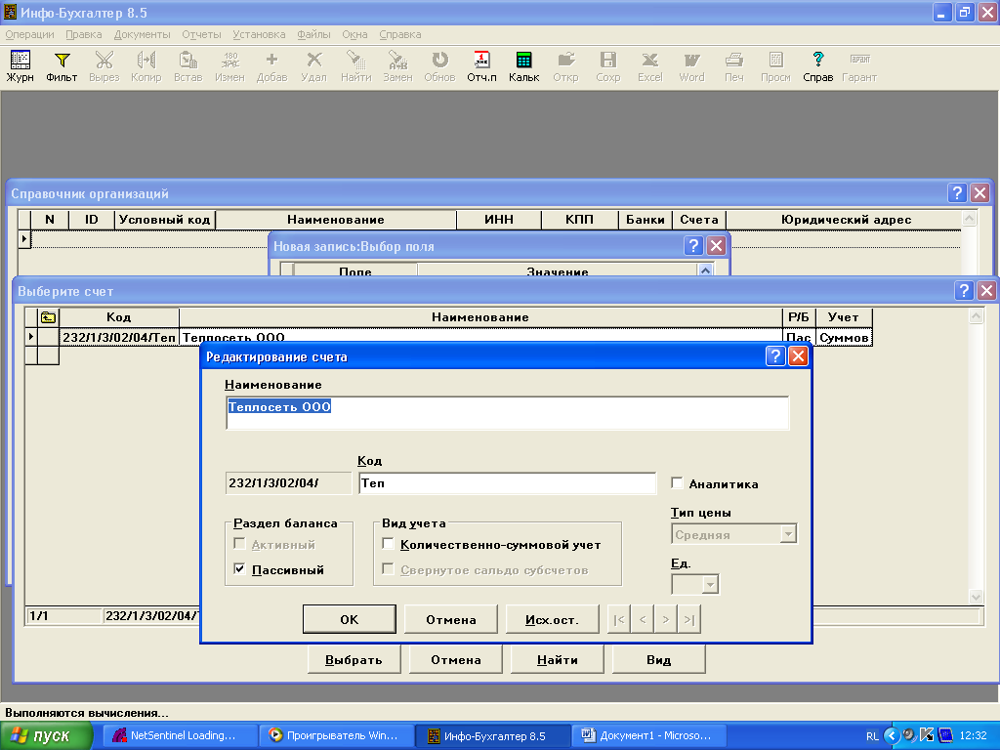 Инфо-Бухгалтер 8.5
Операции Правка Документы Отчеты Установка Файлы Окна Справка
Журн Фильт Вырез Копир Встав Измен Добав Удал Найти Замен Обнов Отч.п Кальк Откр Сохр Excel Word Печ Просм Справ Гарант
Справочник организаций
N ID Условный код Наименование ИНН КПП Банки Счета Юридический адрес
Новая запись:Выбор поля
Поле Значение
Выберите счет
Код Наименование Р/Б Учет
232/1/3/02/04/Теп Теплосеть ООО Пас Суммов
Редактирование счета
Наименование
Теплосеть ООО
Код
232/1/3/02/04/ Теп Аналитика
Раздел баланса Вид учета Тип цены
Активный Количественно-суммовой учет Средняя
Пассивный Свернутое сальдо субсчетов Ед.
1/1 232/1/3/02/04/
ОК Отмена Исх.ост. |< < > >|
Выбрать Отмена Найти Вид
Выполняются вычисления...
пуск NetSentinel Loading... Проигрыватель Win... Инфо-Бухгалтер 8.5 Документ1 - Microso... RL 12:32